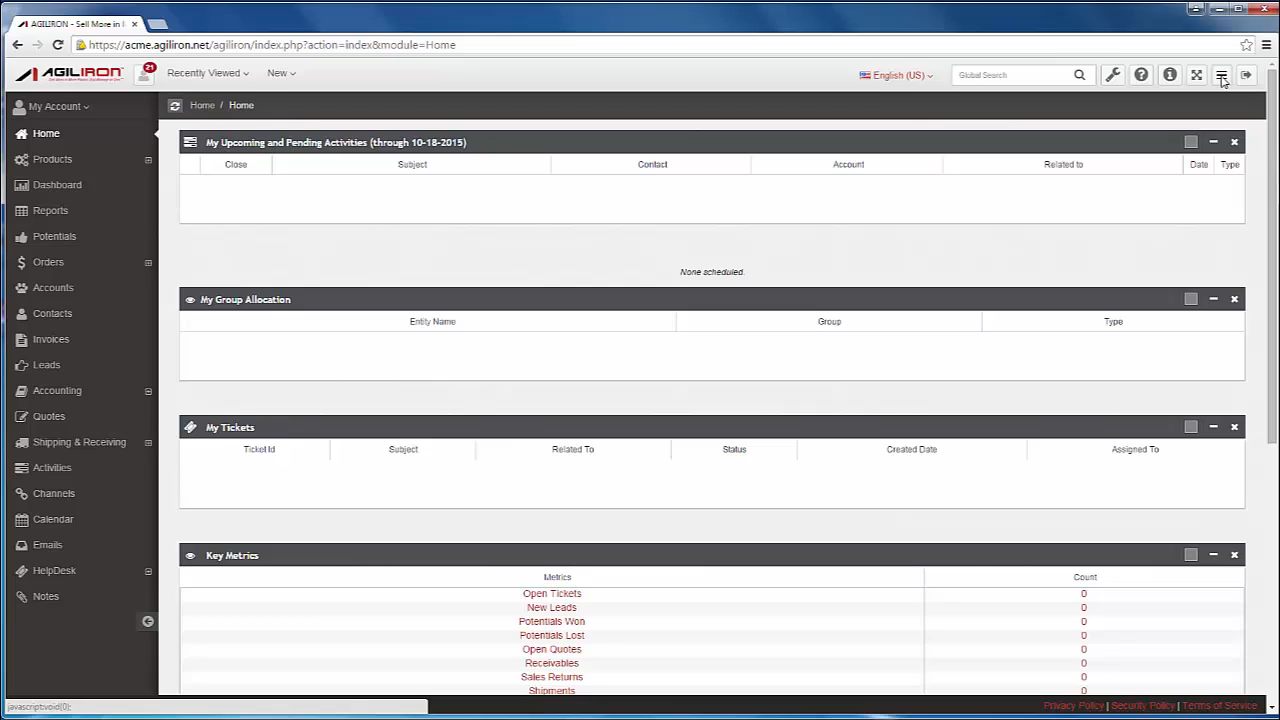 AGILIRON - Sell More in
https://acme.agiliron.net/agiliron/index.php?action=index&module=Home
AGILIRON
21
Recently Viewed
New
English (US)
Global Search
My Account
Home / Home
Home
Products
Dashboard
Reports
Potentials
Orders
Accounts
Contacts
Invoices
Leads
Accounting
Quotes
Shipping & Receiving
Activities
Channels
Calendar
Emails
HelpDesk
Notes
My Upcoming and Pending Activities (through 10-18-2015)
Close Subject Contact Account Related to Date Type
None scheduled.
My Group Allocation
Entity Name Group Type
My Tickets
Ticket Id Subject Related To Status Created Date Assigned To
Key Metrics
Metrics Count
Open Tickets 0
New Leads 0
Potentials Won 0
Potentials Lost 0
Open Quotes 0
Receivables 0
Sales Returns 0
Shipments 0
javascript:void(0);
Privacy Policy | Security Policy | Terms of Service